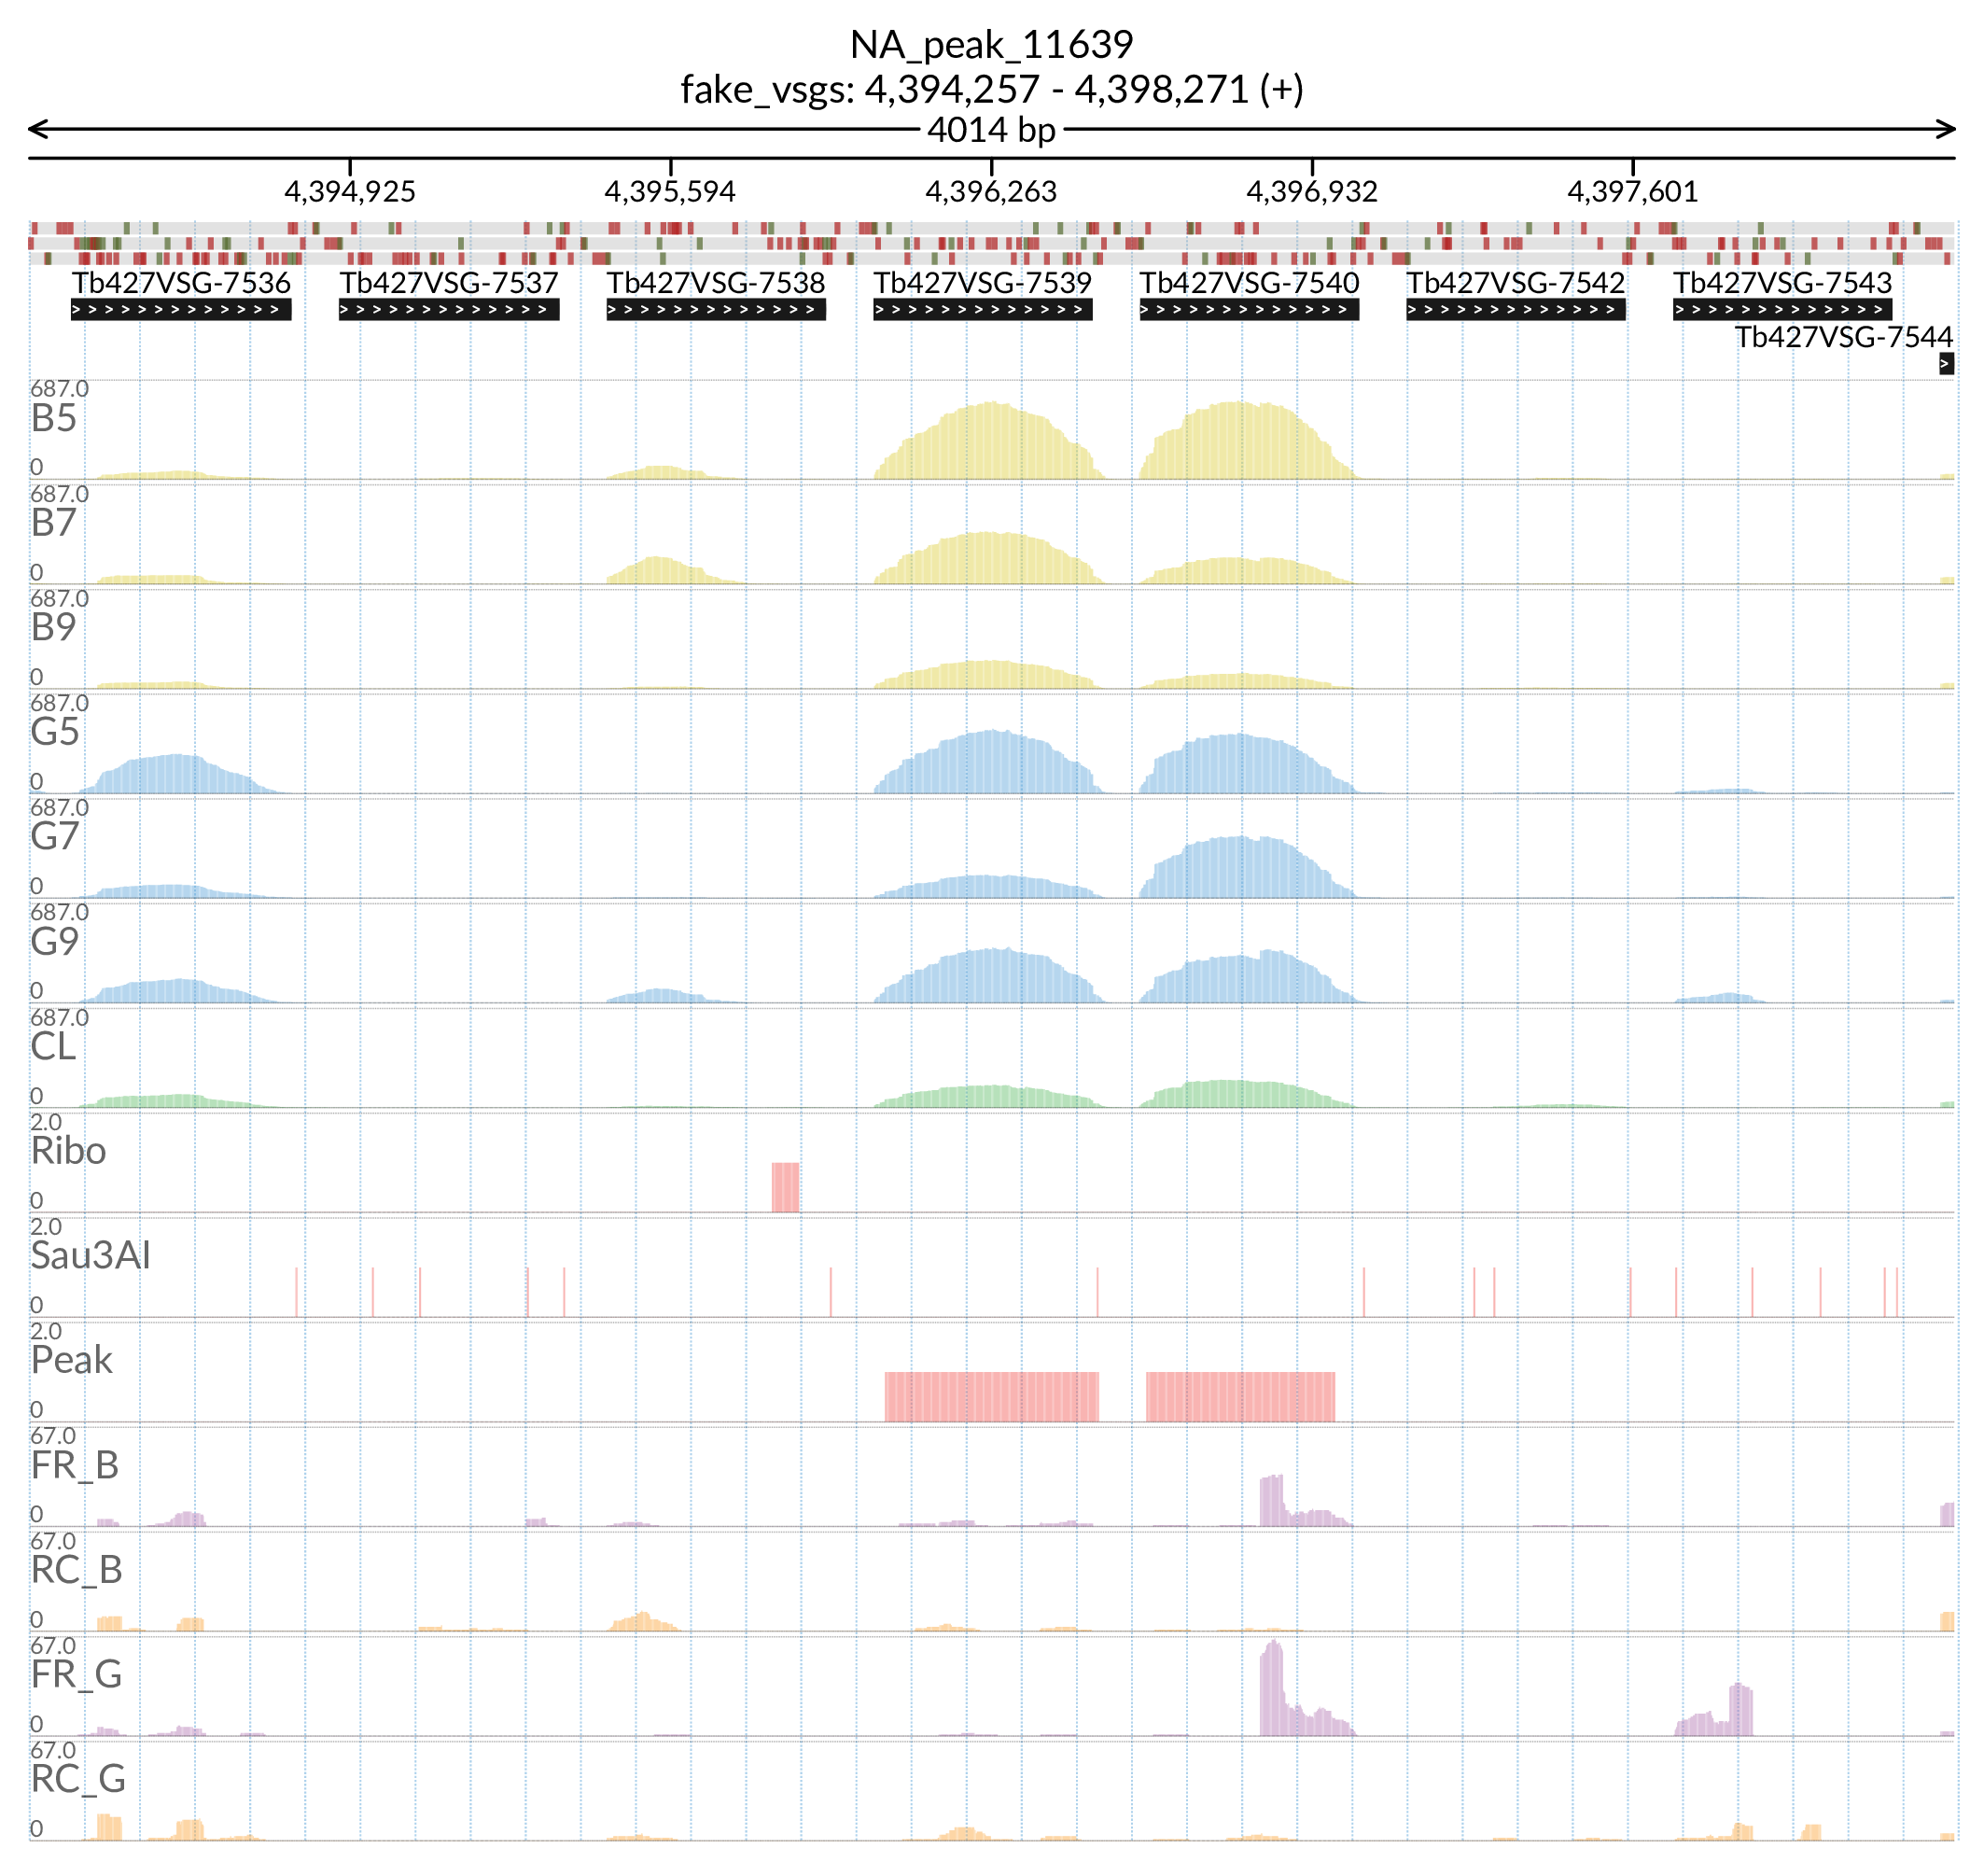 NA_peak_11639
fake_vsgs: 4,394,257 - 4,398,271 (+)
4014 bp
4,394,925 4,395,594 4,396,263 4,396,932 4,397,601
Tb427VSG-7536 Tb427VSG-7537 Tb427VSG-7538 Tb427VSG-7539 Tb427VSG-7540 Tb427VSG-7542 Tb427VSG-7543
Tb427VSG-7544
687.0
B5
0
687.0
B7
0
687.0
B9
0
687.0
G5
0
687.0
G7
0
687.0
G9
0
687.0
CL
0
2.0
Ribo
0
2.0
Sau3AI
0
2.0
Peak
0
67.0
FR_B
0
67.0
RC_B
0
67.0
FR_G
0
67.0
RC_G
0